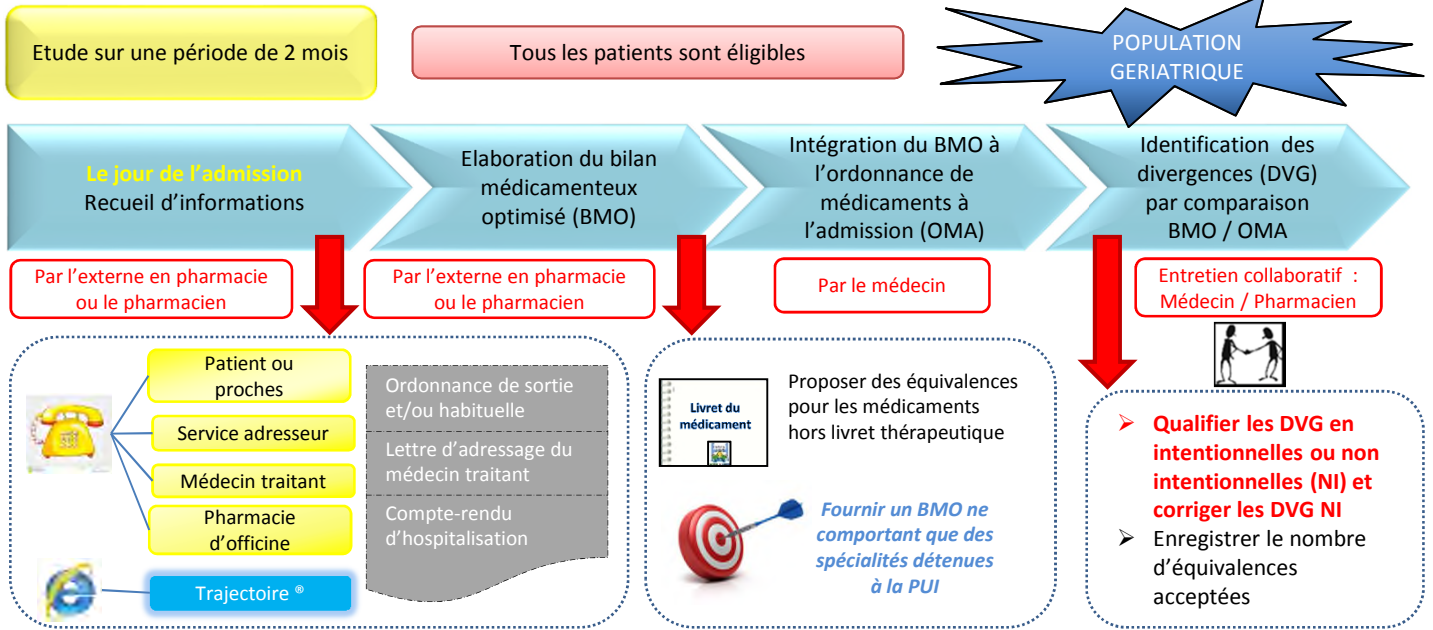 Etude sur une période de 2 mois
Tous les patients sont éligibles
POPULATION
GERIATRIQUE
Le jour de l’admission
Recueil d’informations
Elaboration du bilan
médicamenteux
optimisé (BMO)
Intégration du BMO à
l’ordonnance de
médicaments à
l’admission (OMA)
Identification des
divergences (DVG)
par comparaison
BMO / OMA
Par l’externe en pharmacie
ou le pharmacien
Par l’externe en pharmacie
ou le pharmacien
Par le médecin
Entretien collaboratif :
Médecin / Pharmacien
Patient ou
proches
Service adresseur
Médecin traitant
Pharmacie
d’officine
Trajectoire ®
Ordonnance de sortie
et/ou habituelle
Lettre d’adressage du
médecin traitant
Compte-rendu
d’hospitalisation
Livret du
médicament
Proposer des équivalences
pour les médicaments
hors livret thérapeutique
Fournir un BMO ne
comportant que des
spécialités détenues
à la PUI
Qualifier les DVG en
intentionnelles ou non
intentionnelles (NI) et
corriger les DVG NI
Enregistrer le nombre
d’équivalences
acceptées